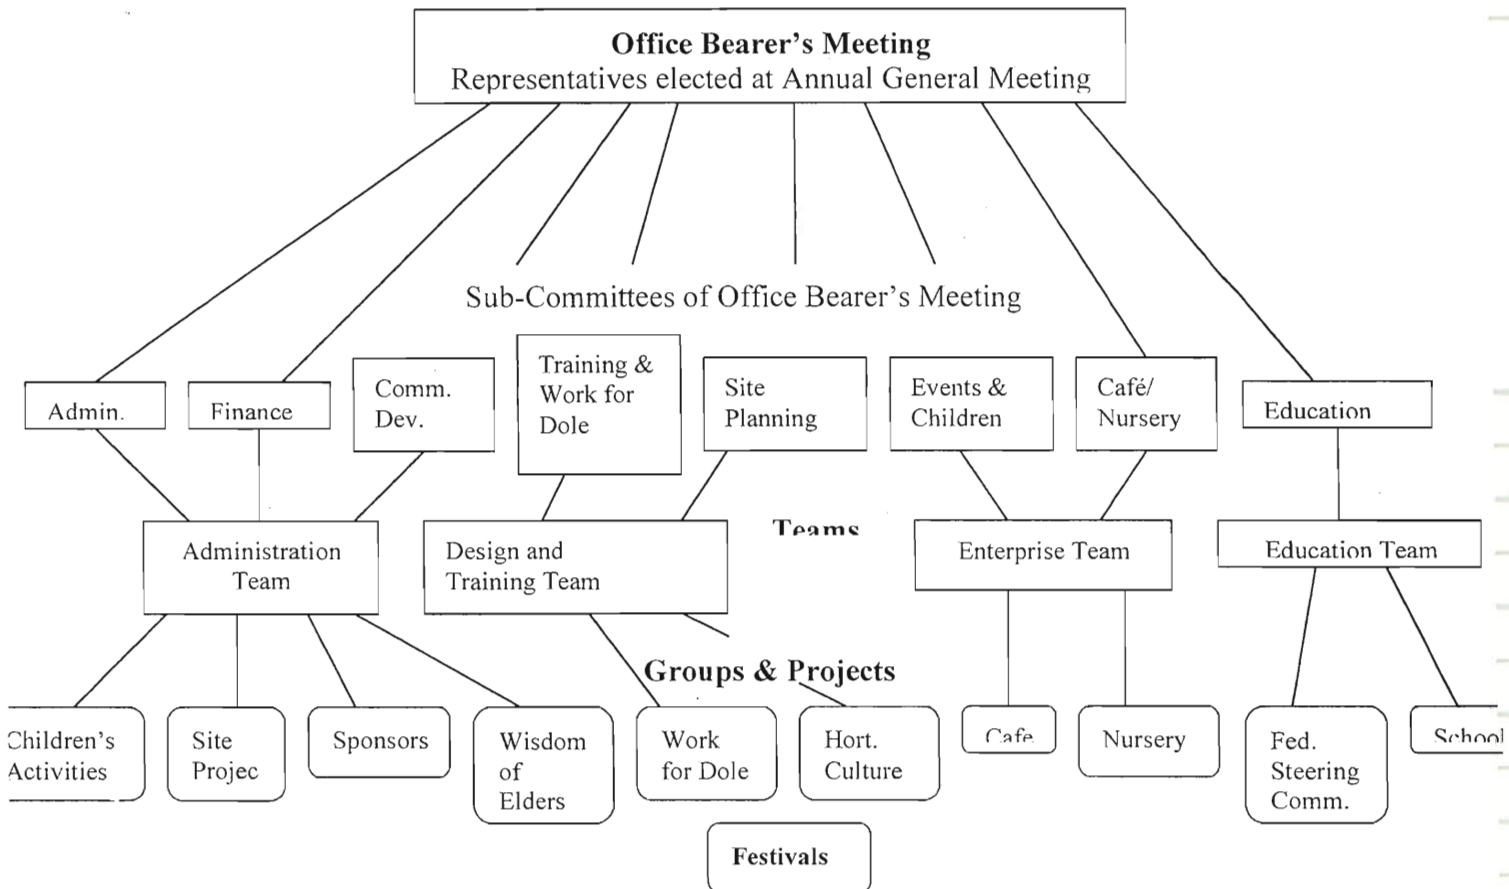 Office Bearer's Meeting
Representatives elected at Annual General Meeting
Sub-Committees of Office Bearer's Meeting
Admin.
Finance
Comm.
Dev.
Training &
Work for
Dole
Site
Planning
Events &
Children
Café/
Nursery
Education
Teams
Administration
Team
Design and
Training Team
Enterprise Team
Education Team
Groups & Projects
Children's
Activities
Site
Projec
Sponsors
Wisdom
of
Elders
Work
for Dole
Hort.
Culture
Cafe
Nursery
Fed.
Steering
Comm.
School
Festivals